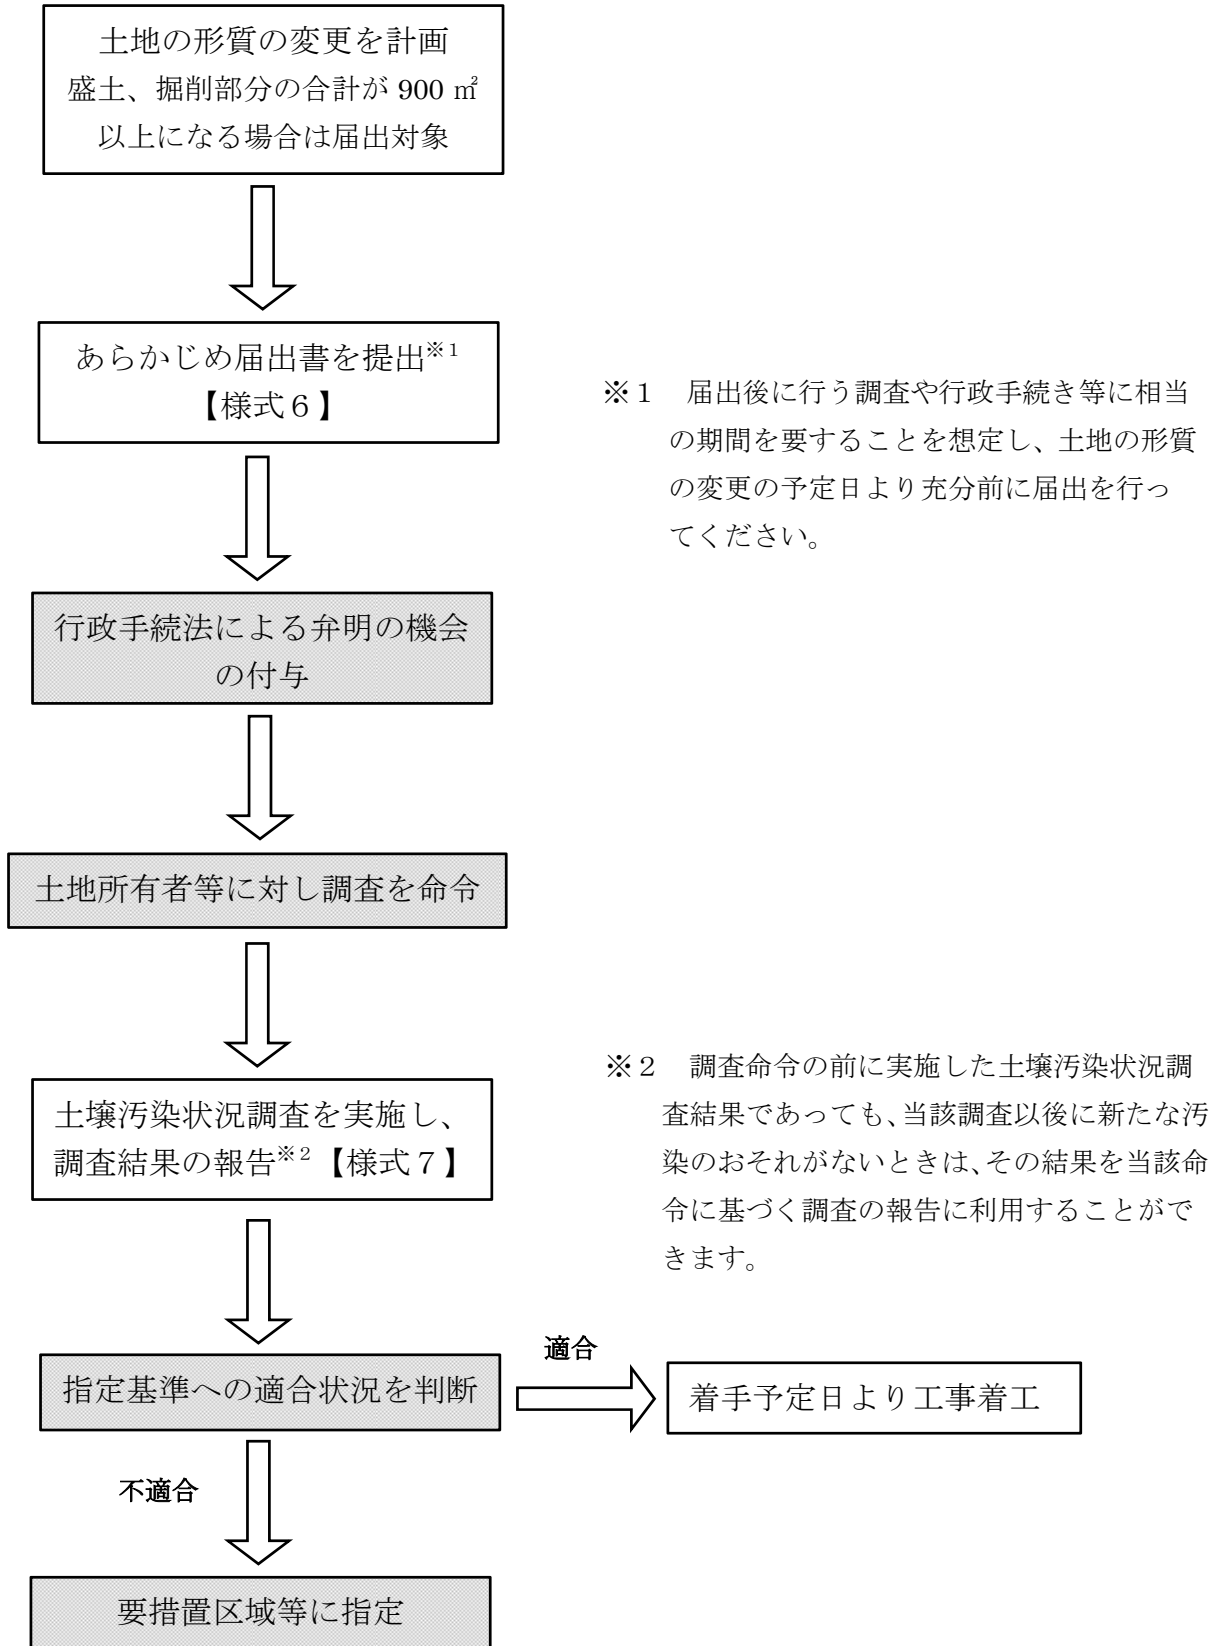 土地の形質の変更を計画
盛土、掘削部分の合計が 900 ㎡
以上になる場合は届出対象
あらかじめ届出書を提出※1
【様式６】
※１　届出後に行う調査や行政手続き等に相当
の期間を要することを想定し、土地の形質
の変更の予定日より充分前に届出を行っ
てください。
行政手続法による弁明の機会
の付与
土地所有者等に対し調査を命令
土壌汚染状況調査を実施し、
調査結果の報告※2【様式７】
※２　調査命令の前に実施した土壌汚染状況調
査結果であっても、当該調査以後に新たな汚
染のおそれがないときは、その結果を当該命
令に基づく調査の報告に利用することがで
きます。
指定基準への適合状況を判断
適合
着手予定日より工事着工
不適合
要措置区域等に指定